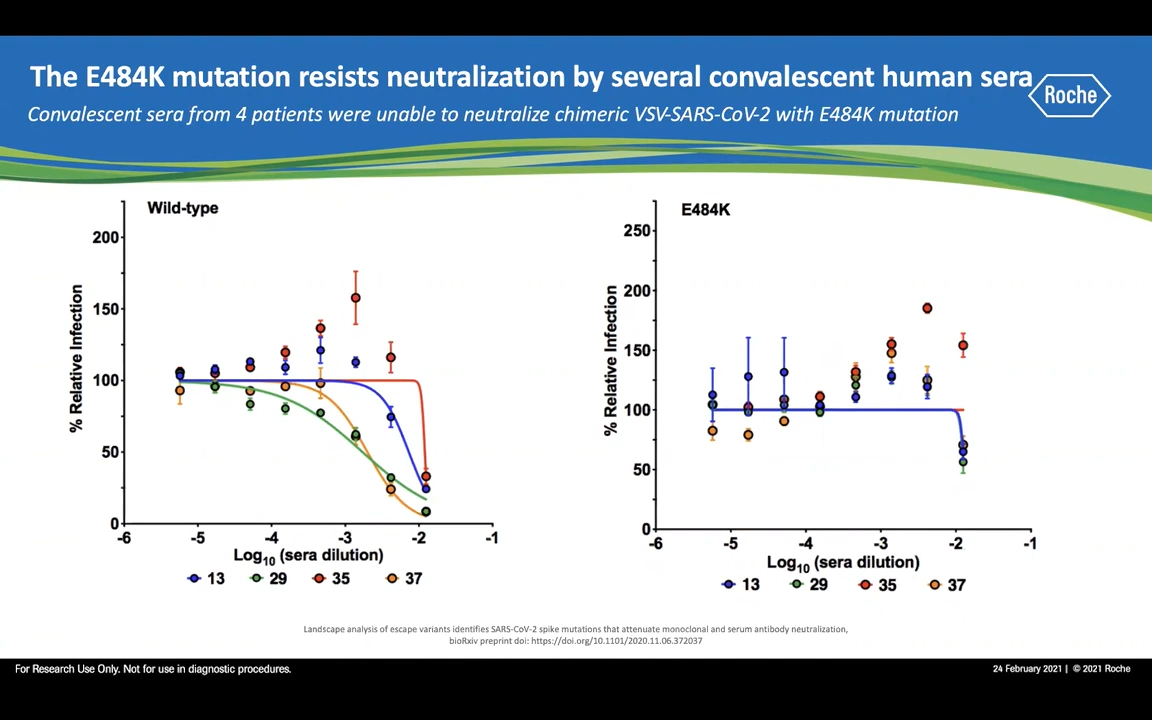 The E484K mutation resists neutralization by several convalescent human sera
Roche
Convalescent sera from 4 patients were unable to neutralize chimeric VSV-SARS-CoV-2 with E484K mutation
Wild-type
% Relative Infection
200
150
100
50
0
-6 -5 -4 -3 -2 -1
Log10 (sera dilution)
13 29 35 37
E484K
% Relative Infection
250
200
150
100
50
0
-6 -5 -4 -3 -2 -1
Log10 (sera dilution)
13 29 35 37
Landscape analysis of escape variants identifies SARS-CoV-2 spike mutations that attenuate monoclonal and serum antibody neutralization,
bioRxiv preprint doi: https://doi.org/10.1101/2020.11.06.372037
For Research Use Only. Not for use in diagnostic procedures.
24 February 2021 | © 2021 Roche